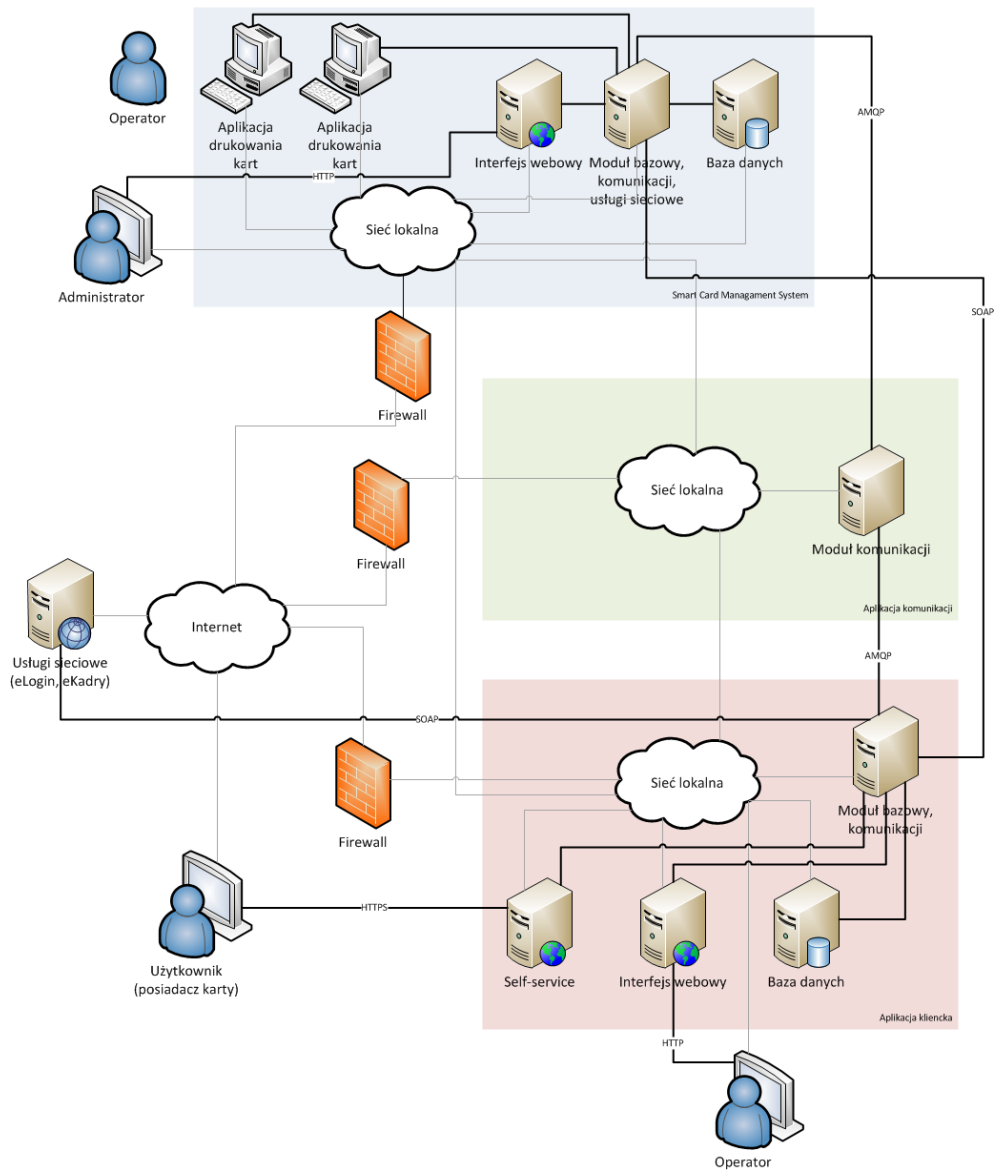 Operator
Aplikacja
drukowania
kart
Aplikacja
drukowania
kart
Interfejs webowy
Moduł bazowy,
komunikacji,
usługi sieciowe
Baza danych
AMQP
HTTP
Sieć lokalna
Administrator
Smart Card Managament System
SOAP
Firewall
Sieć lokalna
Firewall
Moduł komunikacji
Aplikacja komunikacji
Internet
Usługi sieciowe
(eLogin, eKadry)
AMQP
SOAP
Sieć lokalna
Moduł bazowy,
komunikacji
Firewall
HTTPS
Użytkownik
(posiadacz karty)
Self-service
Interfejs webowy
Baza danych
Aplikacja kliencka
HTTP
Operator